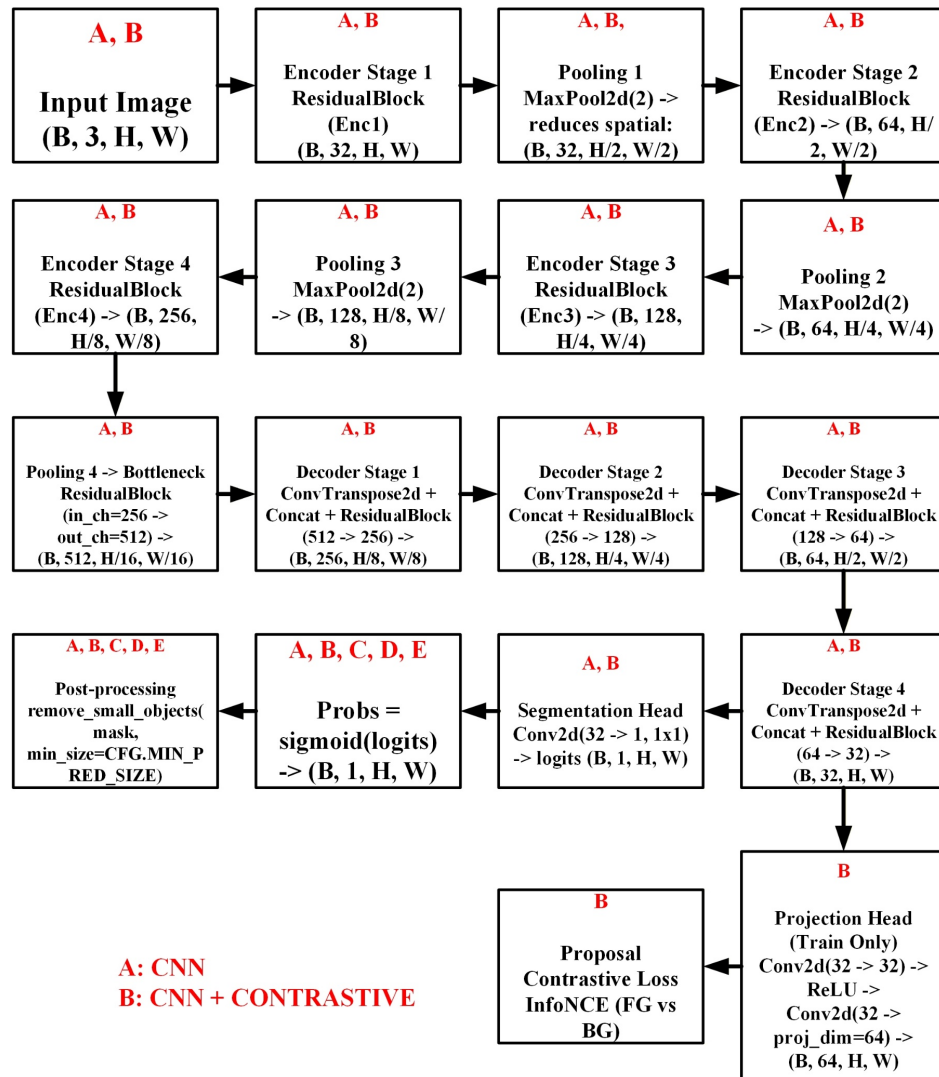 A, B
Input Image
(B, 3, H, W)
A, B
Encoder Stage 1
ResidualBlock
(Enc1)
(B, 32, H, W)
A, B,
Pooling 1
MaxPool2d(2) ->
reduces spatial:
(B, 32, H/2, W/2)
A, B
Encoder Stage 2
ResidualBlock
(Enc2) -> (B, 64, H/
2, W/2)
A, B
Pooling 2
MaxPool2d(2)
-> (B, 64, H/4, W/4)
A, B
Encoder Stage 3
ResidualBlock
(Enc3) -> (B, 128,
H/4, W/4)
A, B
Pooling 3
MaxPool2d(2)
-> (B, 128, H/8, W/
8)
A, B
Encoder Stage 4
ResidualBlock
(Enc4) -> (B, 256,
H/8, W/8)
A, B
Pooling 4 -> Bottleneck
ResidualBlock
(in_ch=256 ->
out_ch=512) ->
(B, 512, H/16, W/16)
A, B
Decoder Stage 1
ConvTranspose2d +
Concat + ResidualBlock
(512 -> 256) ->
(B, 256, H/8, W/8)
A, B
Decoder Stage 2
ConvTranspose2d +
Concat + ResidualBlock
(256 -> 128) ->
(B, 128, H/4, W/4)
A, B
Decoder Stage 3
ConvTranspose2d +
Concat + ResidualBlock
(128 -> 64) ->
(B, 64, H/2, W/2)
A, B
Decoder Stage 4
ConvTranspose2d +
Concat + ResidualBlock
(64 -> 32) ->
(B, 32, H, W)
A, B
Segmentation Head
Conv2d(32 -> 1, 1x1)
-> logits (B, 1, H, W)
A, B, C, D, E
Probs =
sigmoid(logits)
-> (B, 1, H, W)
A, B, C, D, E
Post-processing
remove_small_objects(
mask,
min_size=CFG.MIN_P
RED_SIZE)
B
Projection Head
(Train Only)
Conv2d(32 -> 32) ->
ReLU ->
Conv2d(32 ->
proj_dim=64) ->
(B, 64, H, W)
B
Proposal
Contrastive Loss
InfoNCE (FG vs
BG)
A: CNN
B: CNN + CONTRASTIVE